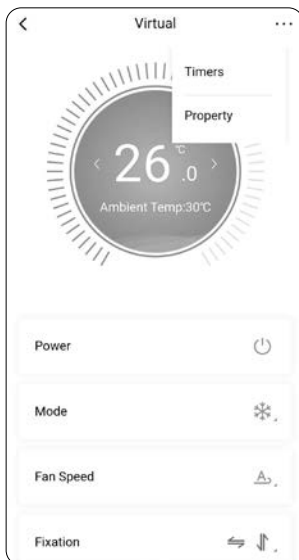 Virtual
Timers
Property
26.0 ℃
Ambient Temp:30℃
Power
Mode
Fan Speed
A
Fixation